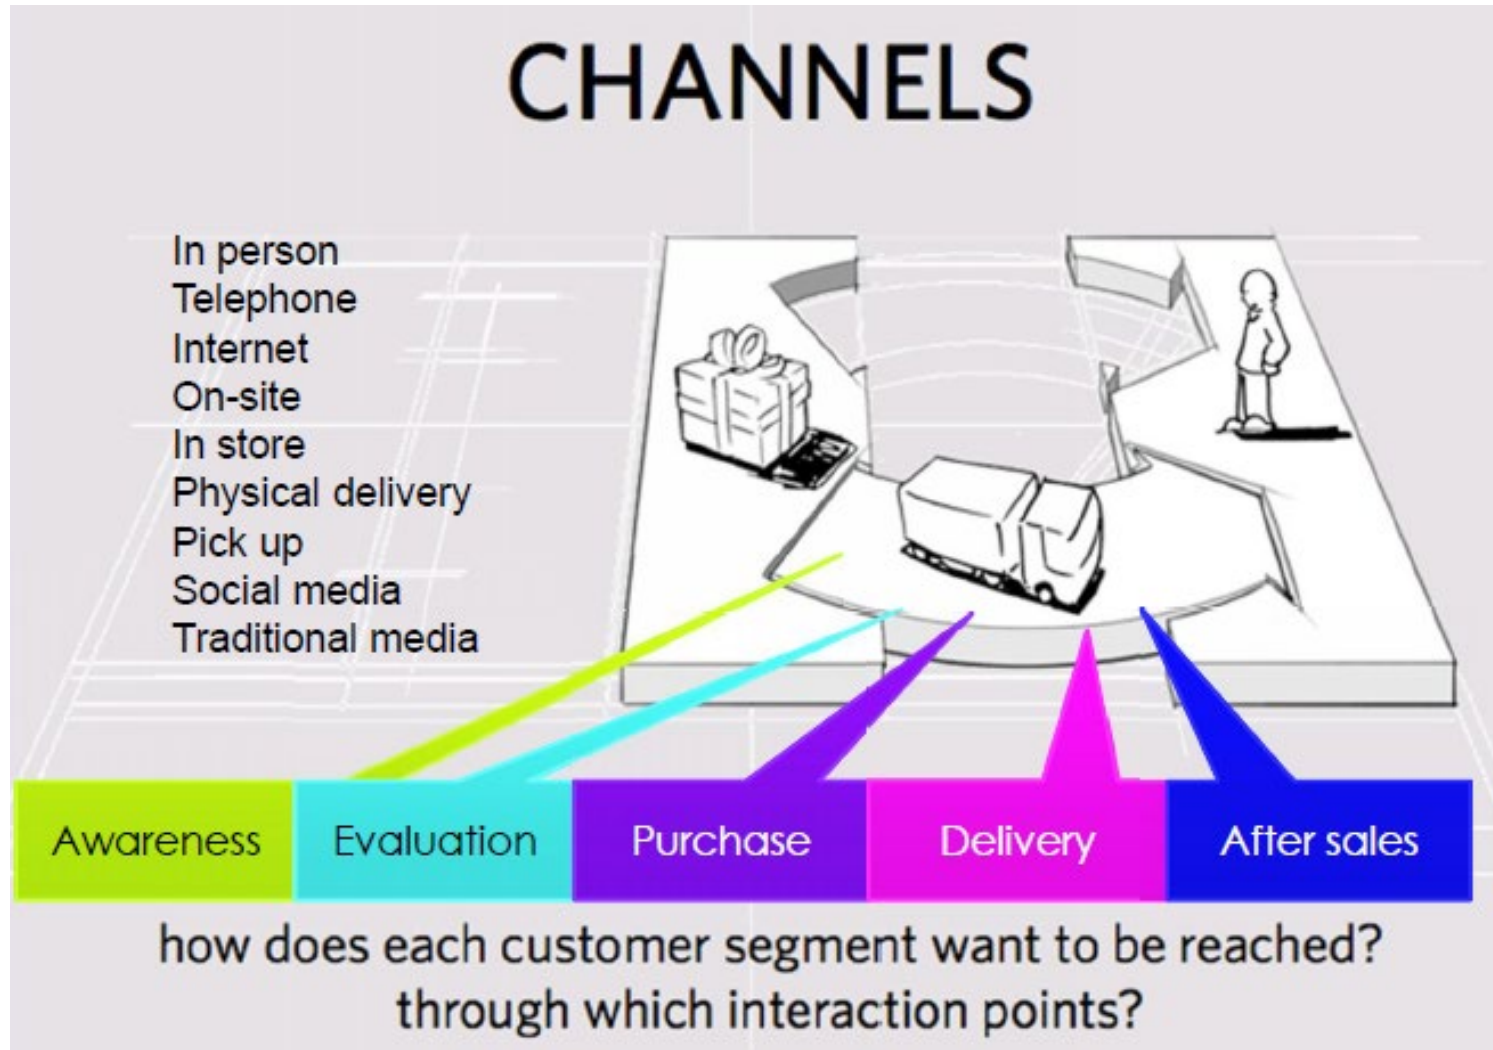 CHANNELS
In person
Telephone
Internet
On-site
In store
Physical delivery
Pick up
Social media
Traditional media
Awareness
Evaluation
Purchase
Delivery
After sales
how does each customer segment want to be reached?
through which interaction points?